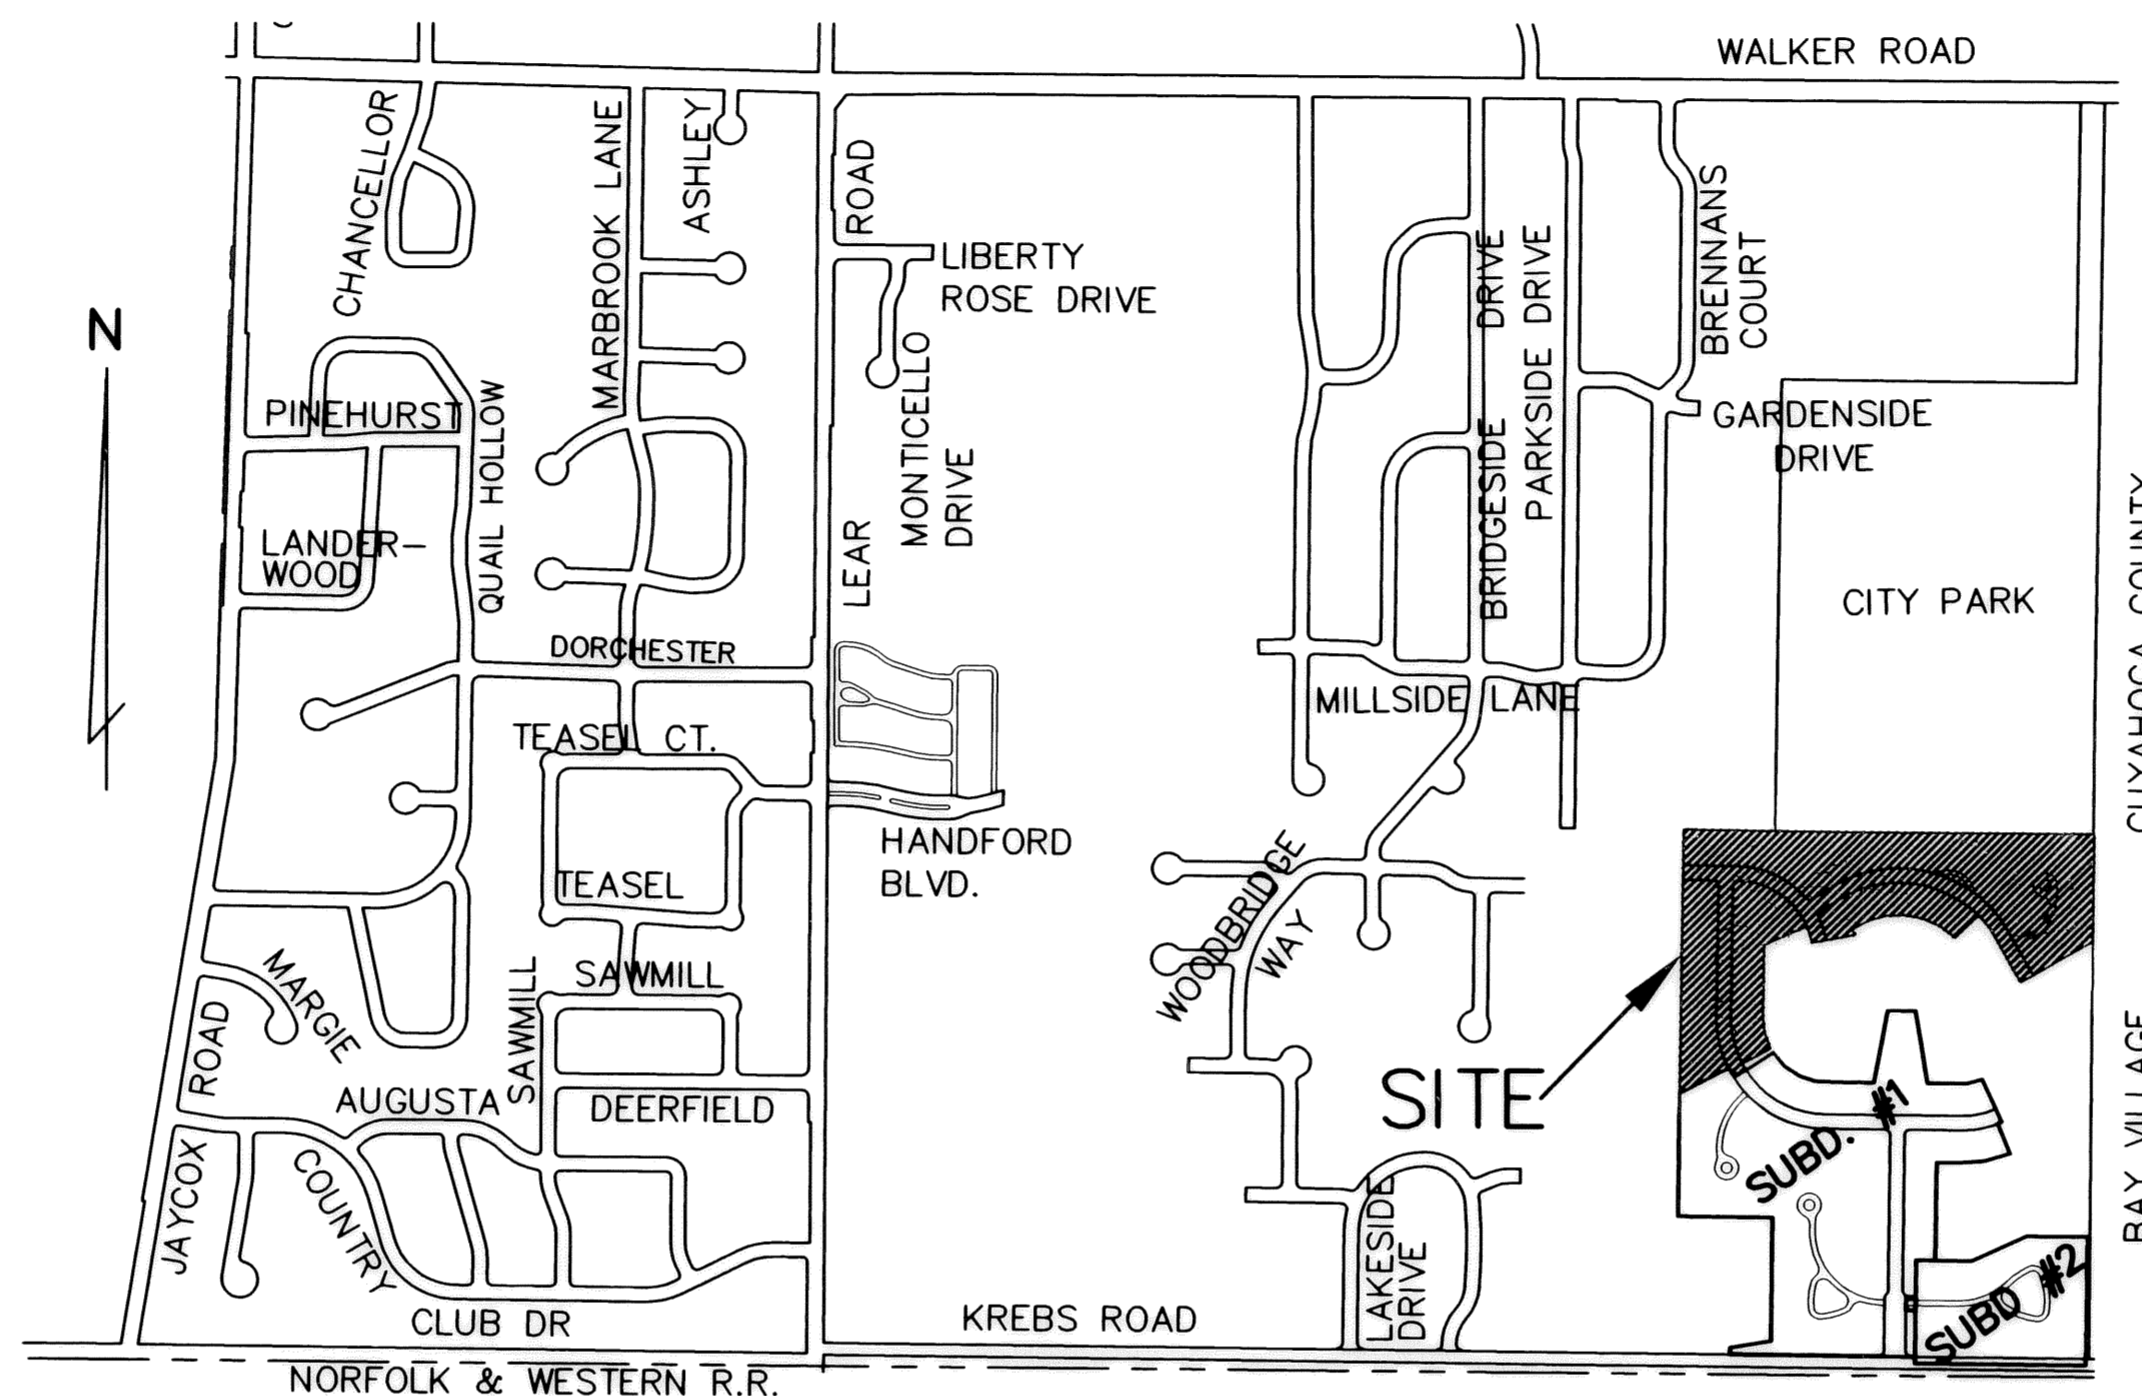 WALKER ROAD
CHANCELLOR
MARBROOK LANE
ASHLEY
ROAD
LIBERTY
ROSE DRIVE
DRIVE
PARKSIDE DRIVE
BRENNANS
COURT
N
MONTICELLO
DRIVE
PINEHURST
QUAIL HOLLOW
GARDENSIDE
DRIVE
LANDER-
WOOD
LEAR
BRIDGESIDE
CITY PARK
CUYAHOGA COUNTY
DORCHESTER
MILLSIDE LANE
TEASEL CT.
HANDFORD
BLVD.
TEASEL
WOODBRIDGE
WAY
MARGIE
SAWMILL
SAWMILL
ROAD
AUGUSTA
DEERFIELD
SITE
BAY VILLAGE
SUBD. #1
JAYCOX
COUNTRY
CLUB DR
LAKESIDE
DRIVE
KREBS ROAD
SUBD #2
NORFOLK & WESTERN R.R.